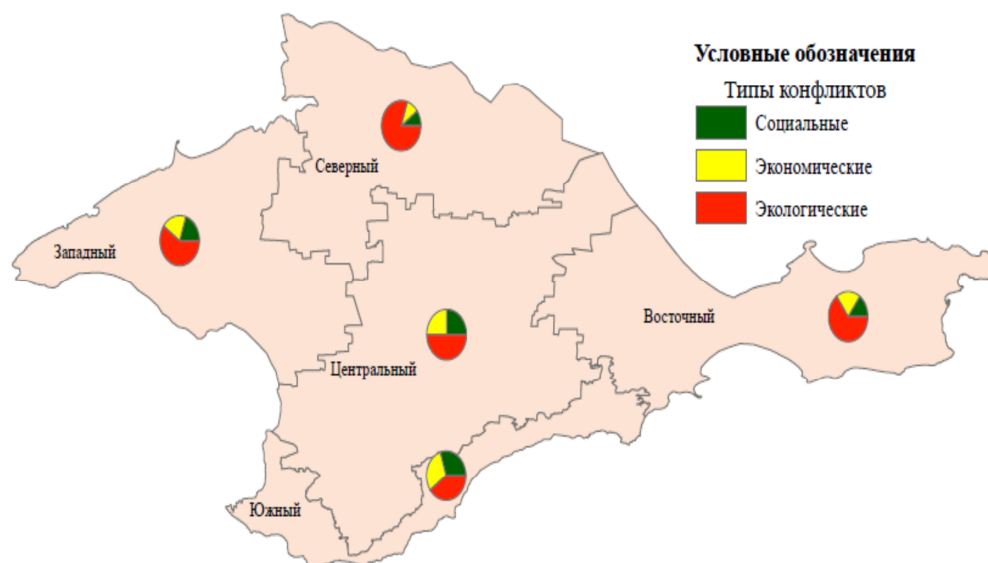 Условные обозначения
Типы конфликтов
Социальные
Экономические
Экологические
Северный
Западный
Восточный
Центральный
Южный